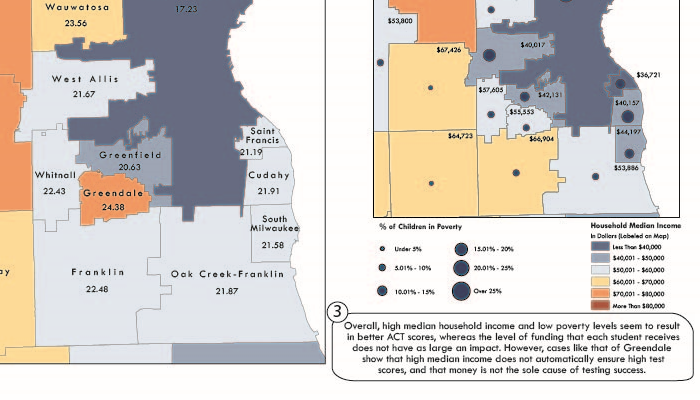 Wauwatosa
23.56
17.23
West Allis
21.67
Greenfield
20.63
Saint
Francis
21.19
Whitnall
22.43
Greendale
24.38
Cudahy
21.91
South
Milwaukee
21.58
Franklin
22.48
Oak Creek-Franklin
21.87
ay
$53,800
$67,426
$40,017
$36,721
$57,605
$42,131
$40,157
$55,553
$44,197
$64,723
$66,904
$53,886
% of Children in Poverty
Under 5%
5.01% - 10%
10.01% - 15%
15.01% - 20%
20.01% - 25%
Over 25%
Household Median Income
In Dollars (Labeled on Map)
Less Than $40,000
$40,001 - $50,000
$50,001 - $60,000
$60,001 - $70,000
$70,001 - $80,000
More Than $80,000
3
Overall, high median household income and low poverty levels seem to result
in better ACT scores, whereas the level of funding that each student receives
does not have as large an impact. However, cases like that of Greendale
show that high median income does not automatically ensure high test
scores, and that money is not the sole cause of testing success.